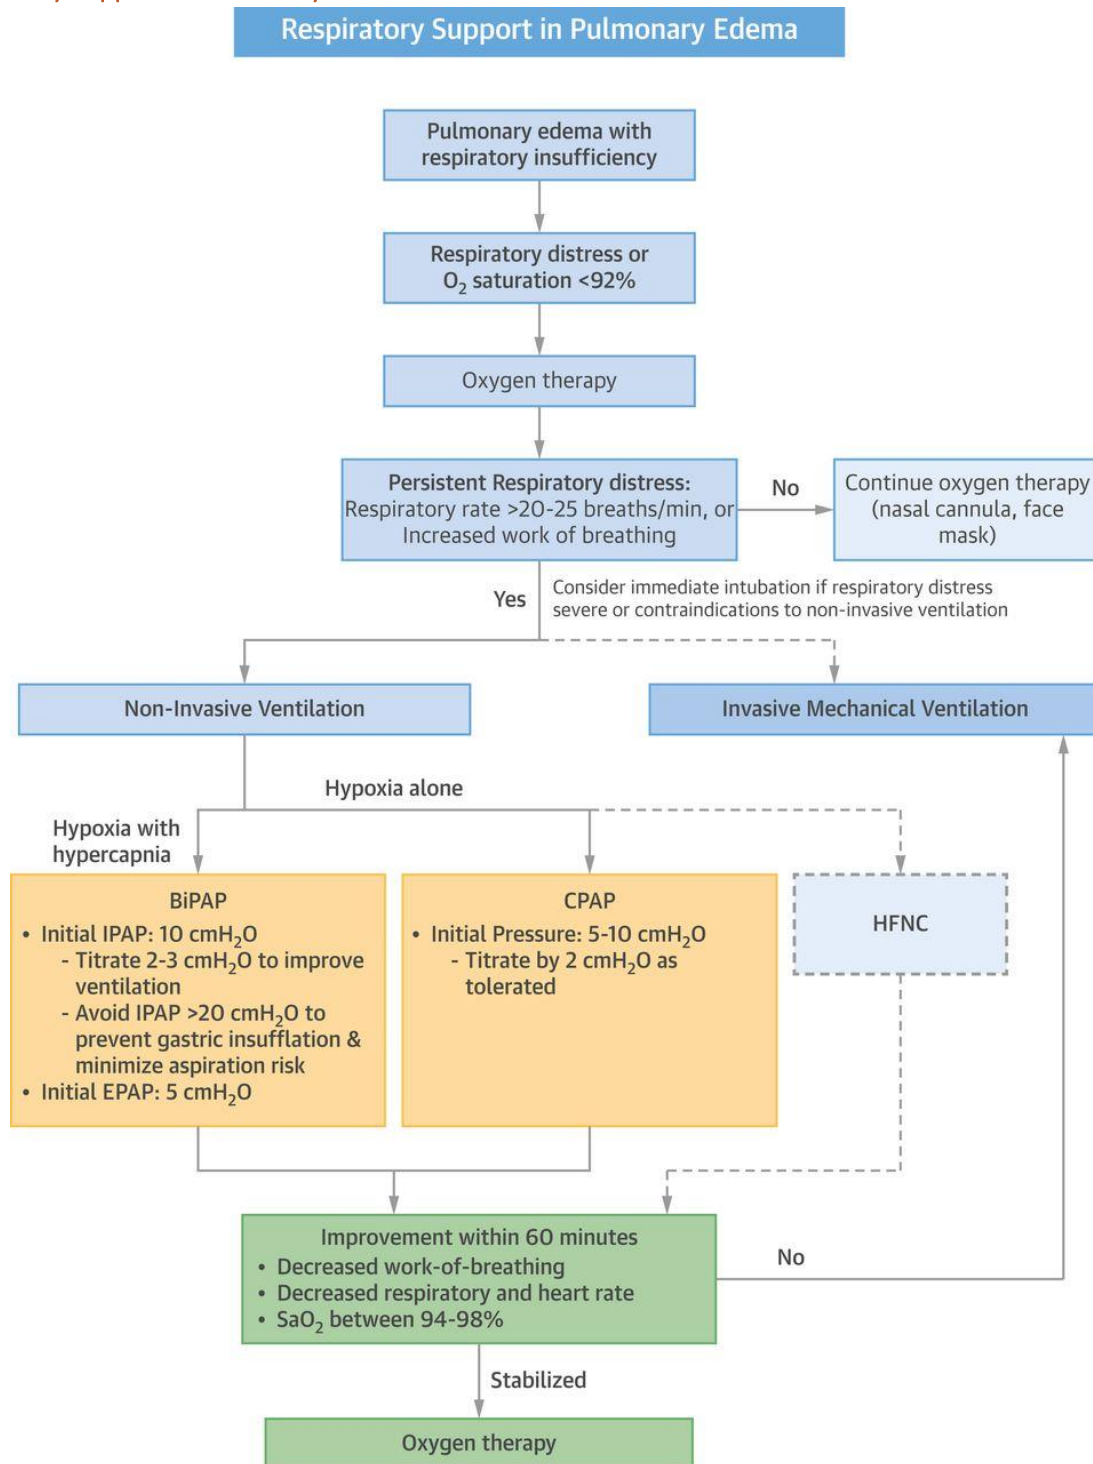 Respiratory Support in Pulmonary Edema
Pulmonary edema with
respiratory insufficiency
Respiratory distress or
O₂ saturation <92%
Oxygen therapy
Persistent Respiratory distress:
Respiratory rate >20-25 breaths/min, or
Increased work of breathing
No
Continue oxygen therapy
(nasal cannula, face
mask)
Yes
Consider immediate intubation if respiratory distress
severe or contraindications to non-invasive ventilation
Non-Invasive Ventilation
Invasive Mechanical Ventilation
Hypoxia alone
Hypoxia with
hypercapnia
BiPAP
• Initial IPAP: 10 cmH₂O
- Titrate 2-3 cmH₂O to improve
ventilation
- Avoid IPAP >20 cmH₂O to
prevent gastric insufflation &
minimize aspiration risk
• Initial EPAP: 5 cmH₂O
CPAP
• Initial Pressure: 5-10 cmH₂O
- Titrate by 2 cmH₂O as
tolerated
HFNC
Improvement within 60 minutes
• Decreased work-of-breathing
• Decreased respiratory and heart rate
• SaO₂ between 94-98%
No
Stabilized
Oxygen therapy